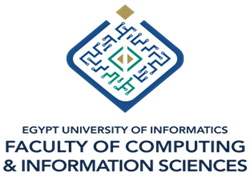 EGYPT UNIVERSITY OF INFORMATICS
FACULTY OF COMPUTING
& INFORMATION SCIENCES